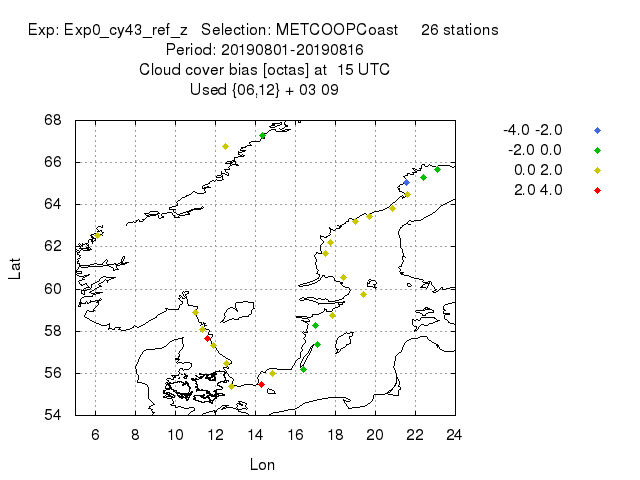 Exp: Exp0_cy43_ref_z Selection: METCOOPCoast 26 stations
Period: 20190801-20190816
Cloud cover bias [octas] at 15 UTC
Used {06,12} + 03 09
-4.0 -2.0
-2.0 0.0
0.0 2.0
2.0 4.0
68
66
64
62
60
58
56
54
Lat
6 8 10 12 14 16 18 20 22 24
Lon